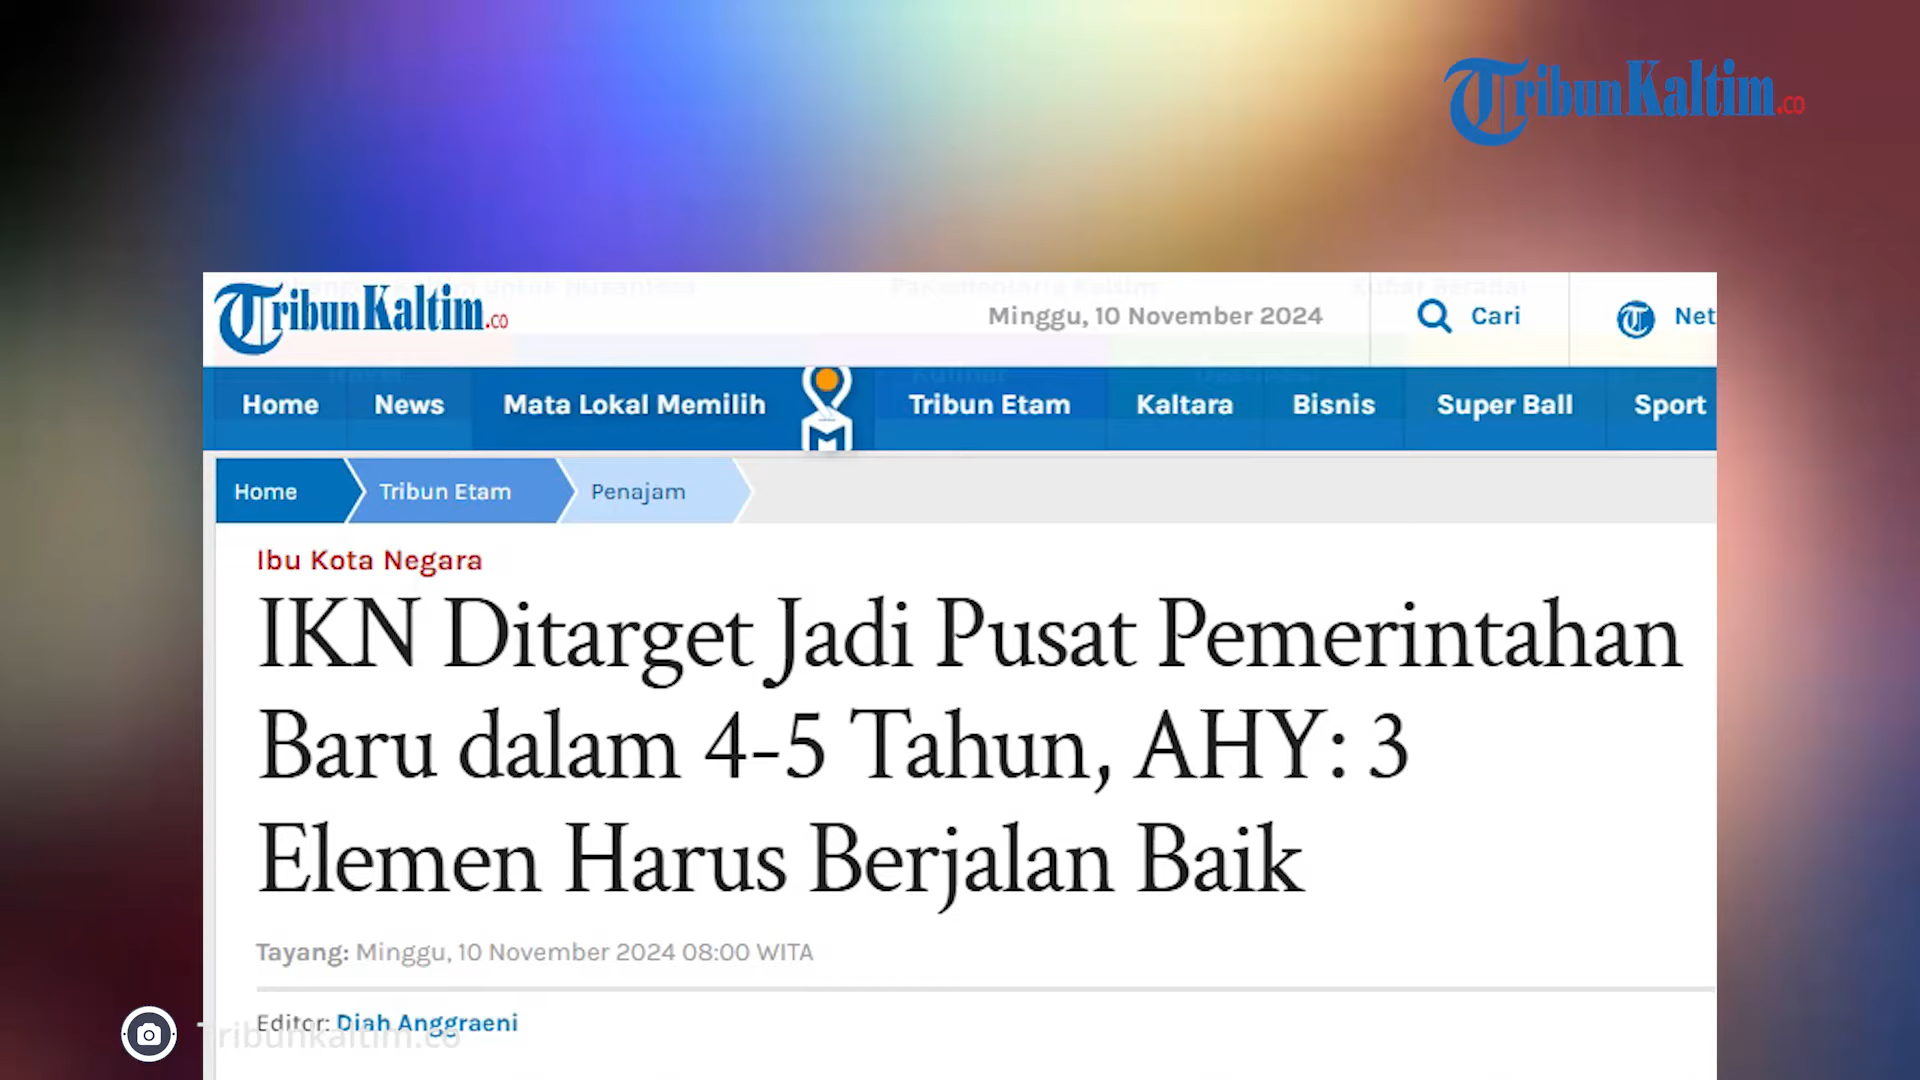 TribunKaltim.co
TribunKaltim.co
Minggu, 10 November 2024
Cari
Net
Home
News
Mata Lokal Memilih
Tribun Etam
Kaltara
Bisnis
Super Ball
Sport
Home
Tribun Etam
Penajam
Ibu Kota Negara
IKN Ditarget Jadi Pusat Pemerintahan
Baru dalam 4-5 Tahun, AHY: 3
Elemen Harus Berjalan Baik
Tayang: Minggu, 10 November 2024 08:00 WITA
Editor: Diah Anggraeni
Tribunkaltim.co